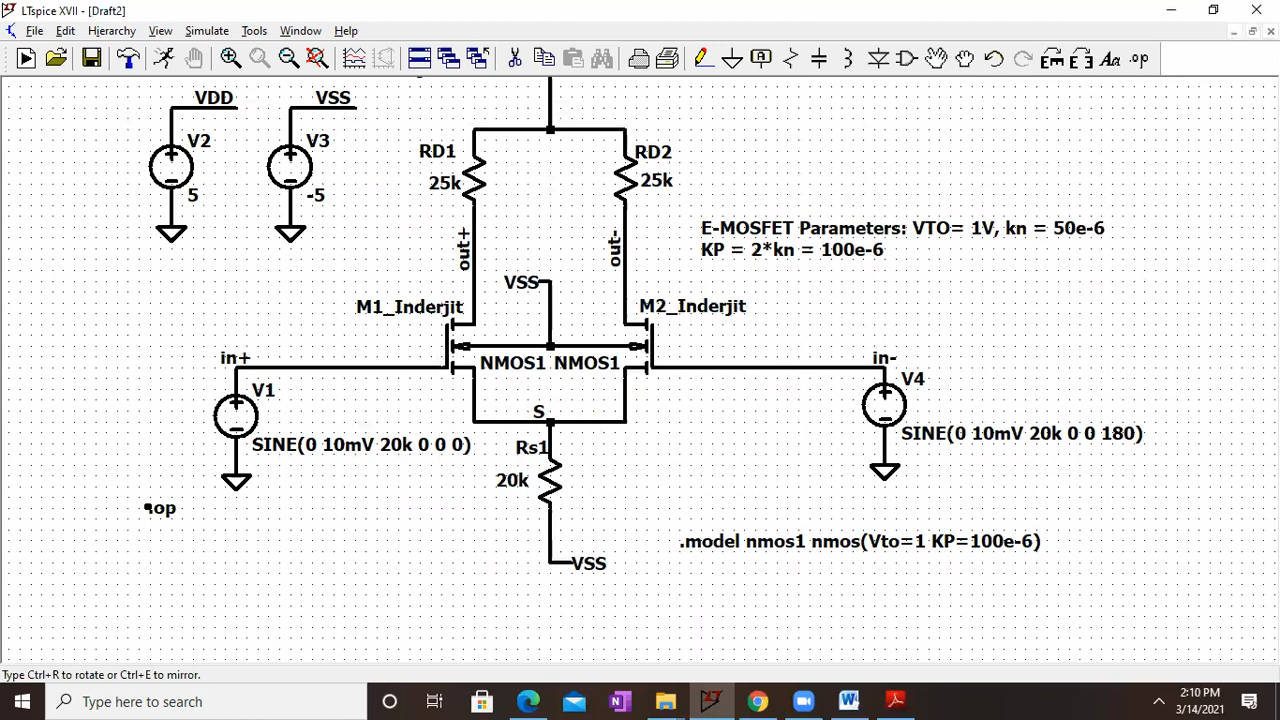 LTspice XVII - [Draft2]
File Edit Hierarchy View Simulate Tools Window Help
A Aa .op
VDD VSS
V2 V3
5 -5
RD1 RD2
25k 25k
out+ out-
E-MOSFET Parameters: VTO= 1V, kn = 50e-6
KP = 2*kn = 100e-6
VSS
M1_Inderjit M2_Inderjit
NMOS1 NMOS1
in+ in-
V1 V4
S
SINE(0 10mV 20k 0 0 0) SINE(0 10mV 20k 0 0 180)
Rs1
20k
.op
.model nmos1 nmos(Vto=1 KP=100e-6)
VSS
Type Ctrl+R to rotate or Ctrl+E to mirror.
Type here to search
2:10 PM
3/14/2021